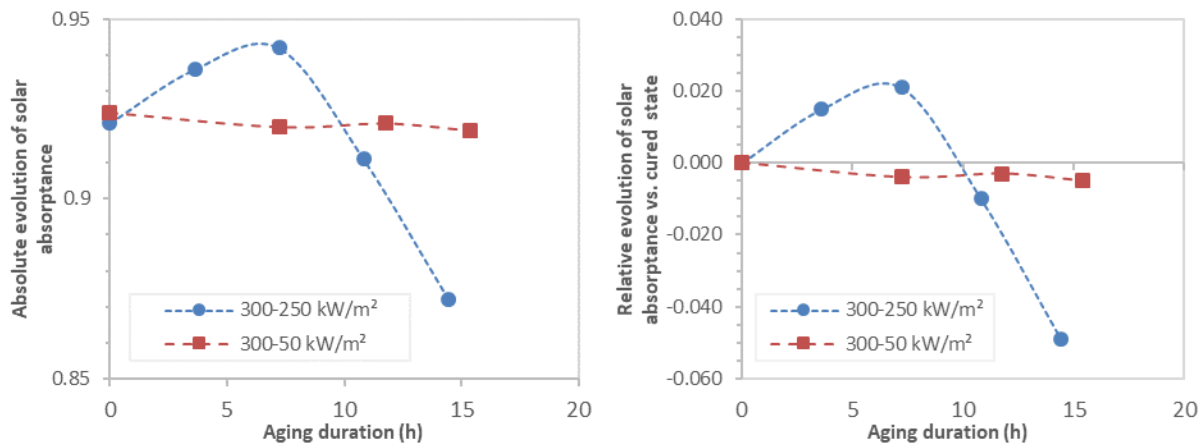 Absolute evolution of solar
absorptance
0.95
0.9
0.85
300-250 kW/m²
300-50 kW/m²
0
5
10
15
20
Aging duration (h)
Relative evolution of solar
absorptance vs. cured state
0.040
0.020
0.000
-0.020
-0.040
-0.060
0
5
10
15
20
300-250 kW/m²
300-50 kW/m²
Aging duration (h)